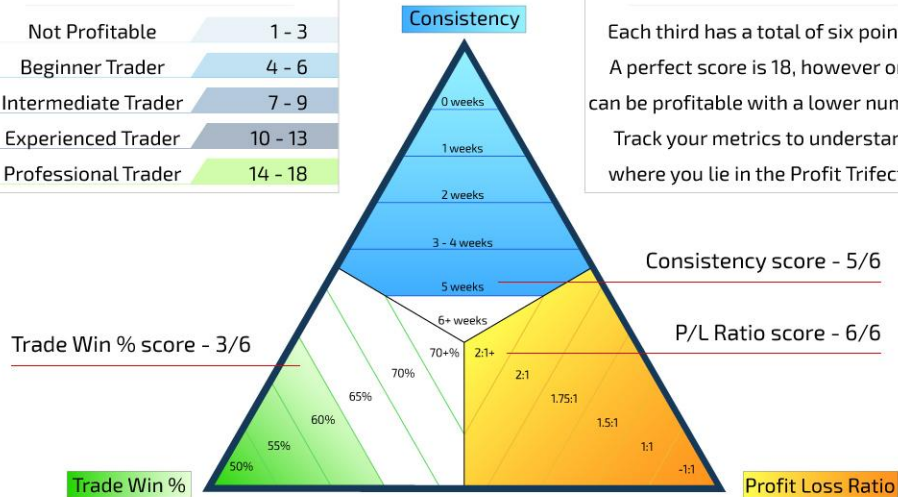 Consistency
Not Profitable 1 - 3
Beginner Trader 4 - 6
Intermediate Trader 7 - 9
Experienced Trader 10 - 13
Professional Trader 14 - 18
Each third has a total of six poin
A perfect score is 18, however o
can be profitable with a lower num
Track your metrics to understan
where you lie in the Profit Trifec
0 weeks
1 weeks
2 weeks
3 - 4 weeks
5 weeks
6+ weeks
Consistency score - 5/6
P/L Ratio score - 6/6
Trade Win % score - 3/6
70+%
70%
65%
60%
55%
50%
2:1+
2:1
1.75:1
1.5:1
1:1
-1:1
Trade Win %
Profit Loss Ratio